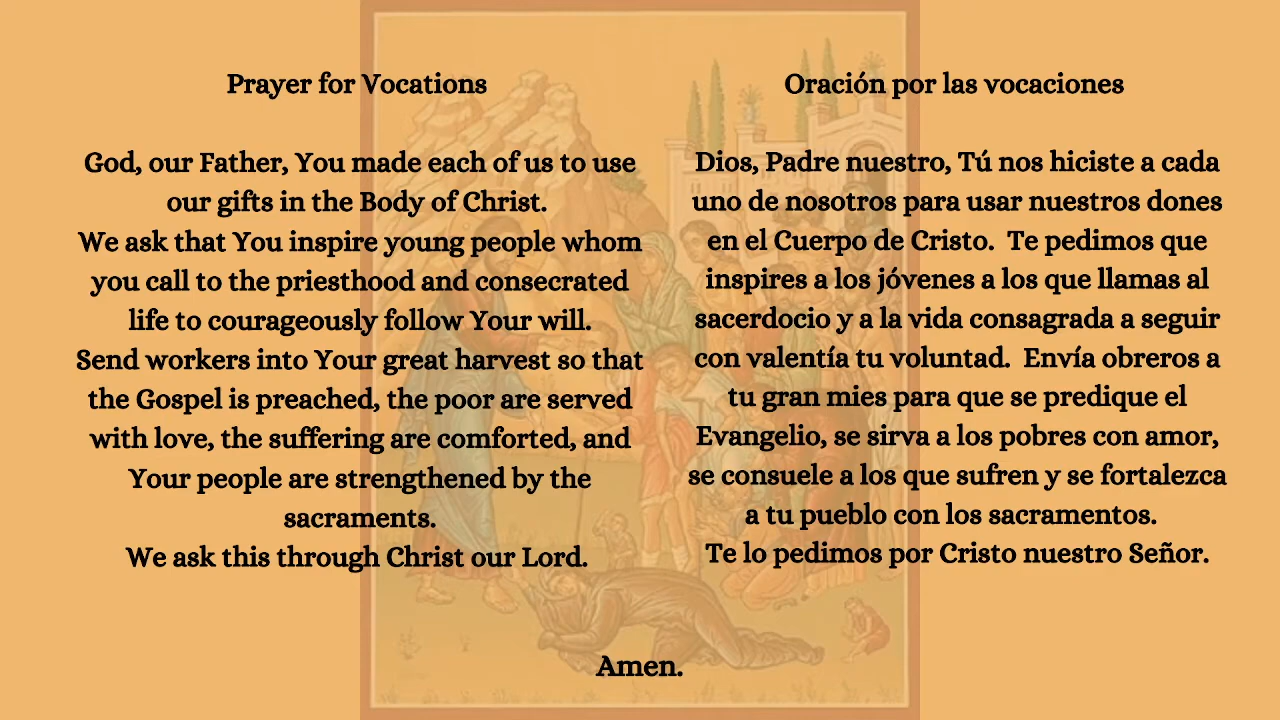 Prayer for Vocations
God, our Father, You made each of us to use
our gifts in the Body of Christ.
We ask that You inspire young people whom
you call to the priesthood and consecrated
life to courageously follow Your will.
Send workers into Your great harvest so that
the Gospel is preached, the poor are served
with love, the suffering are comforted, and
Your people are strengthened by the
sacraments.
We ask this through Christ our Lord.
Oración por las vocaciones
Dios, Padre nuestro, Tú nos hiciste a cada
uno de nosotros para usar nuestros dones
en el Cuerpo de Cristo.  Te pedimos que
inspires a los jóvenes a los que llamas al
sacerdocio y a la vida consagrada a seguir
con valentía tu voluntad.  Envía obreros a
tu gran mies para que se predique el
Evangelio, se sirva a los pobres con amor,
se consuele a los que sufren y se fortalezca
a tu pueblo con los sacramentos.
Te lo pedimos por Cristo nuestro Señor.
Amen.